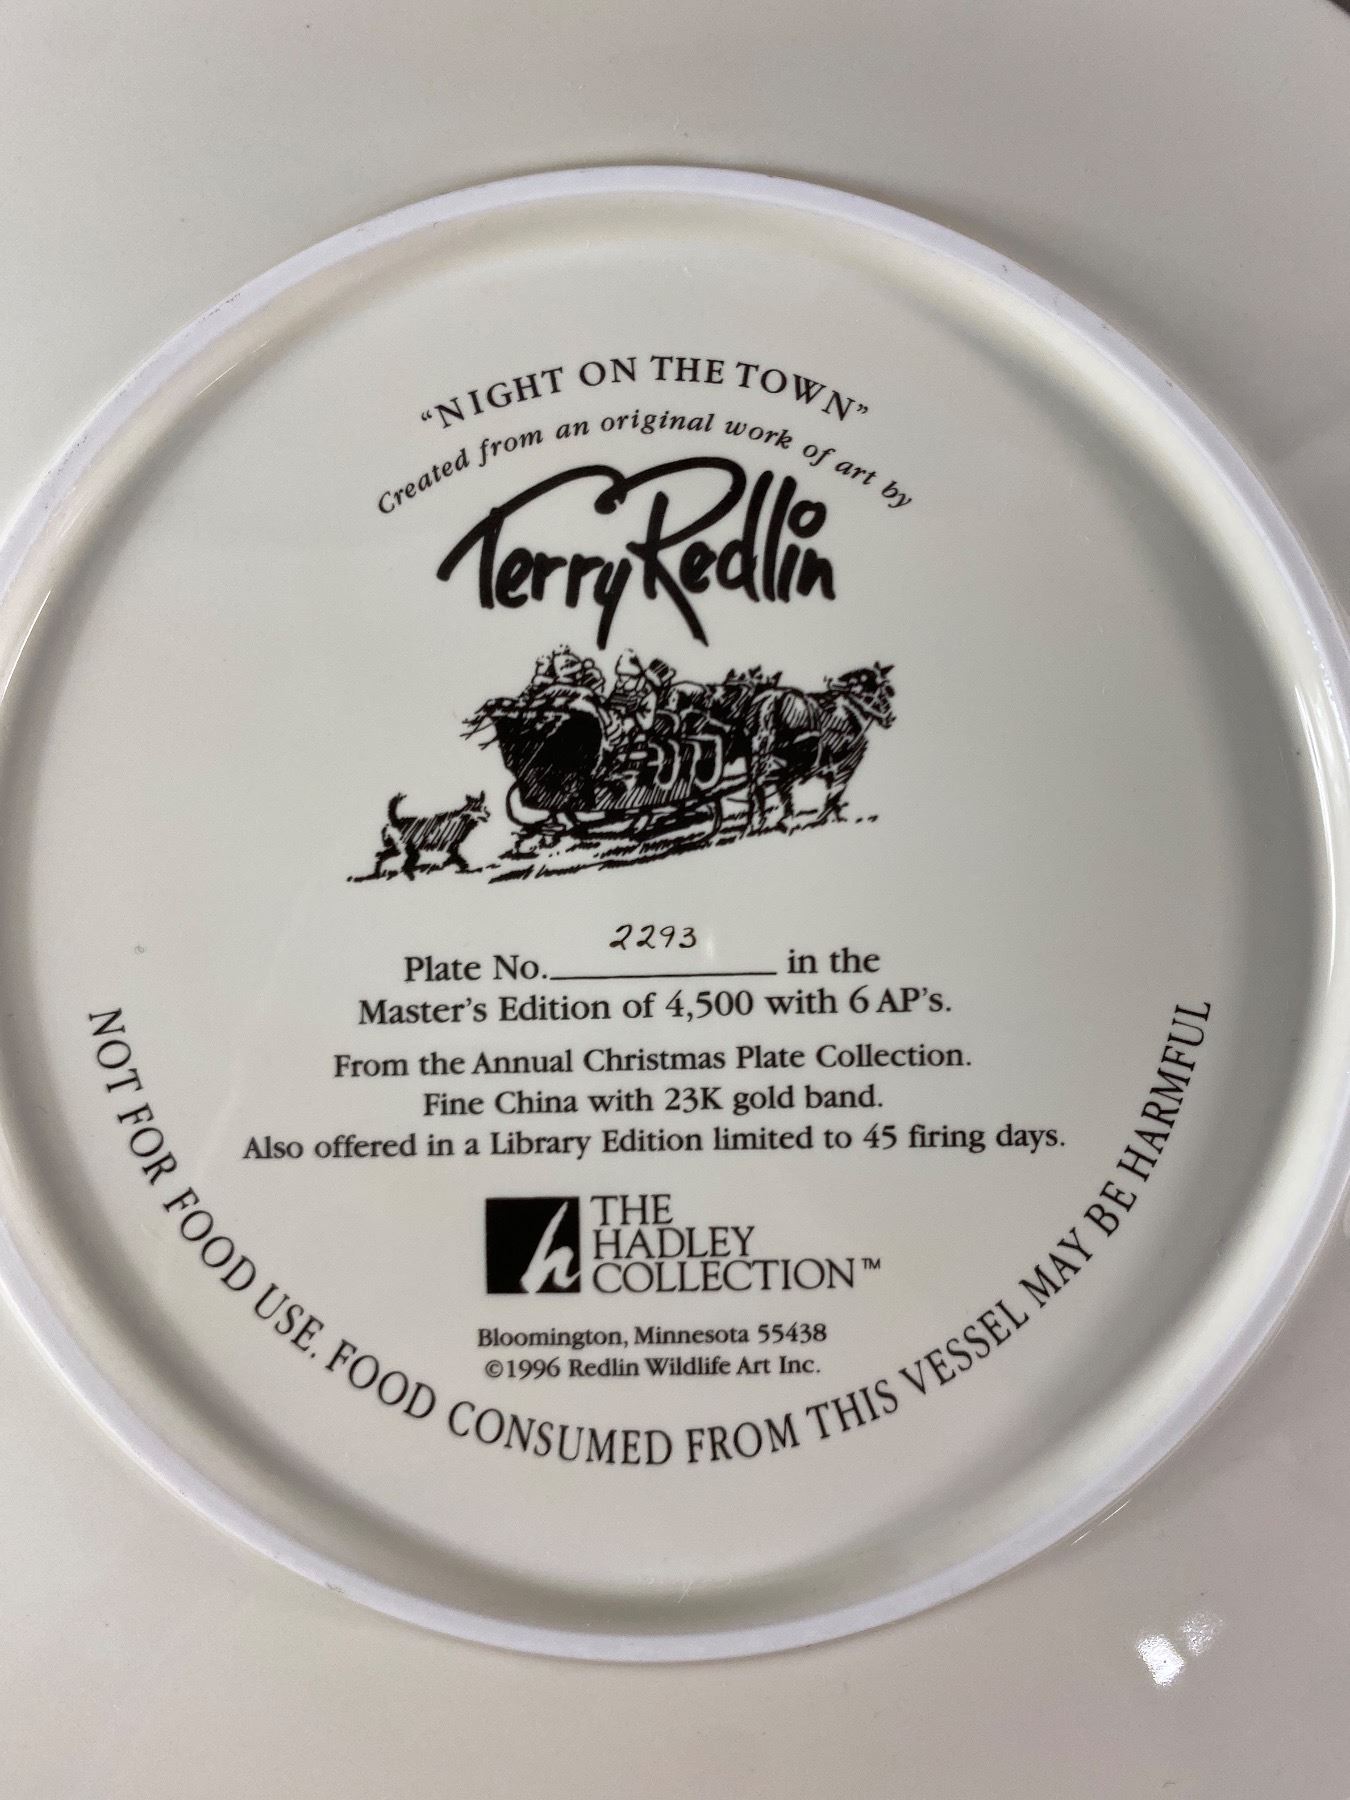 “NIGHT ON THE TOWN”
Created from an original work of art by
Terry Redlin
2293
Plate No.____________ in the
Master's Edition of 4,500 with 6 AP's.
From the Annual Christmas Plate Collection.
Fine China with 23K gold band.
Also offered in a Library Edition limited to 45 firing days.
h THE
HADLEY
COLLECTION™
Bloomington, Minnesota 55438
©1996 Redlin Wildlife Art Inc.
NOT FOR FOOD USE. FOOD CONSUMED FROM THIS VESSEL MAY BE HARMFUL